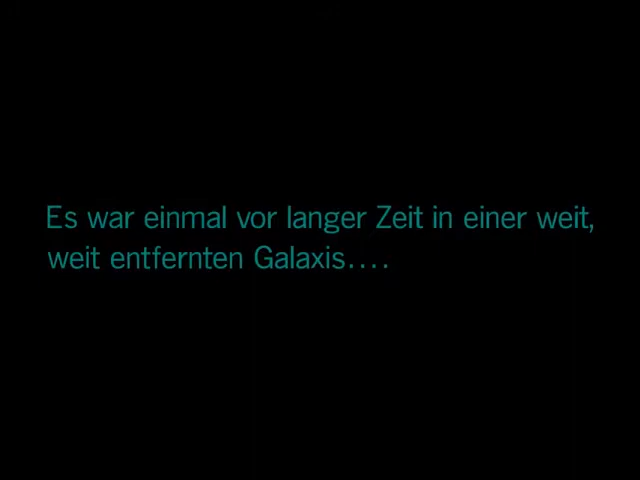 Es war einmal vor langer Zeit in einer weit,
weit entfernten Galaxis....